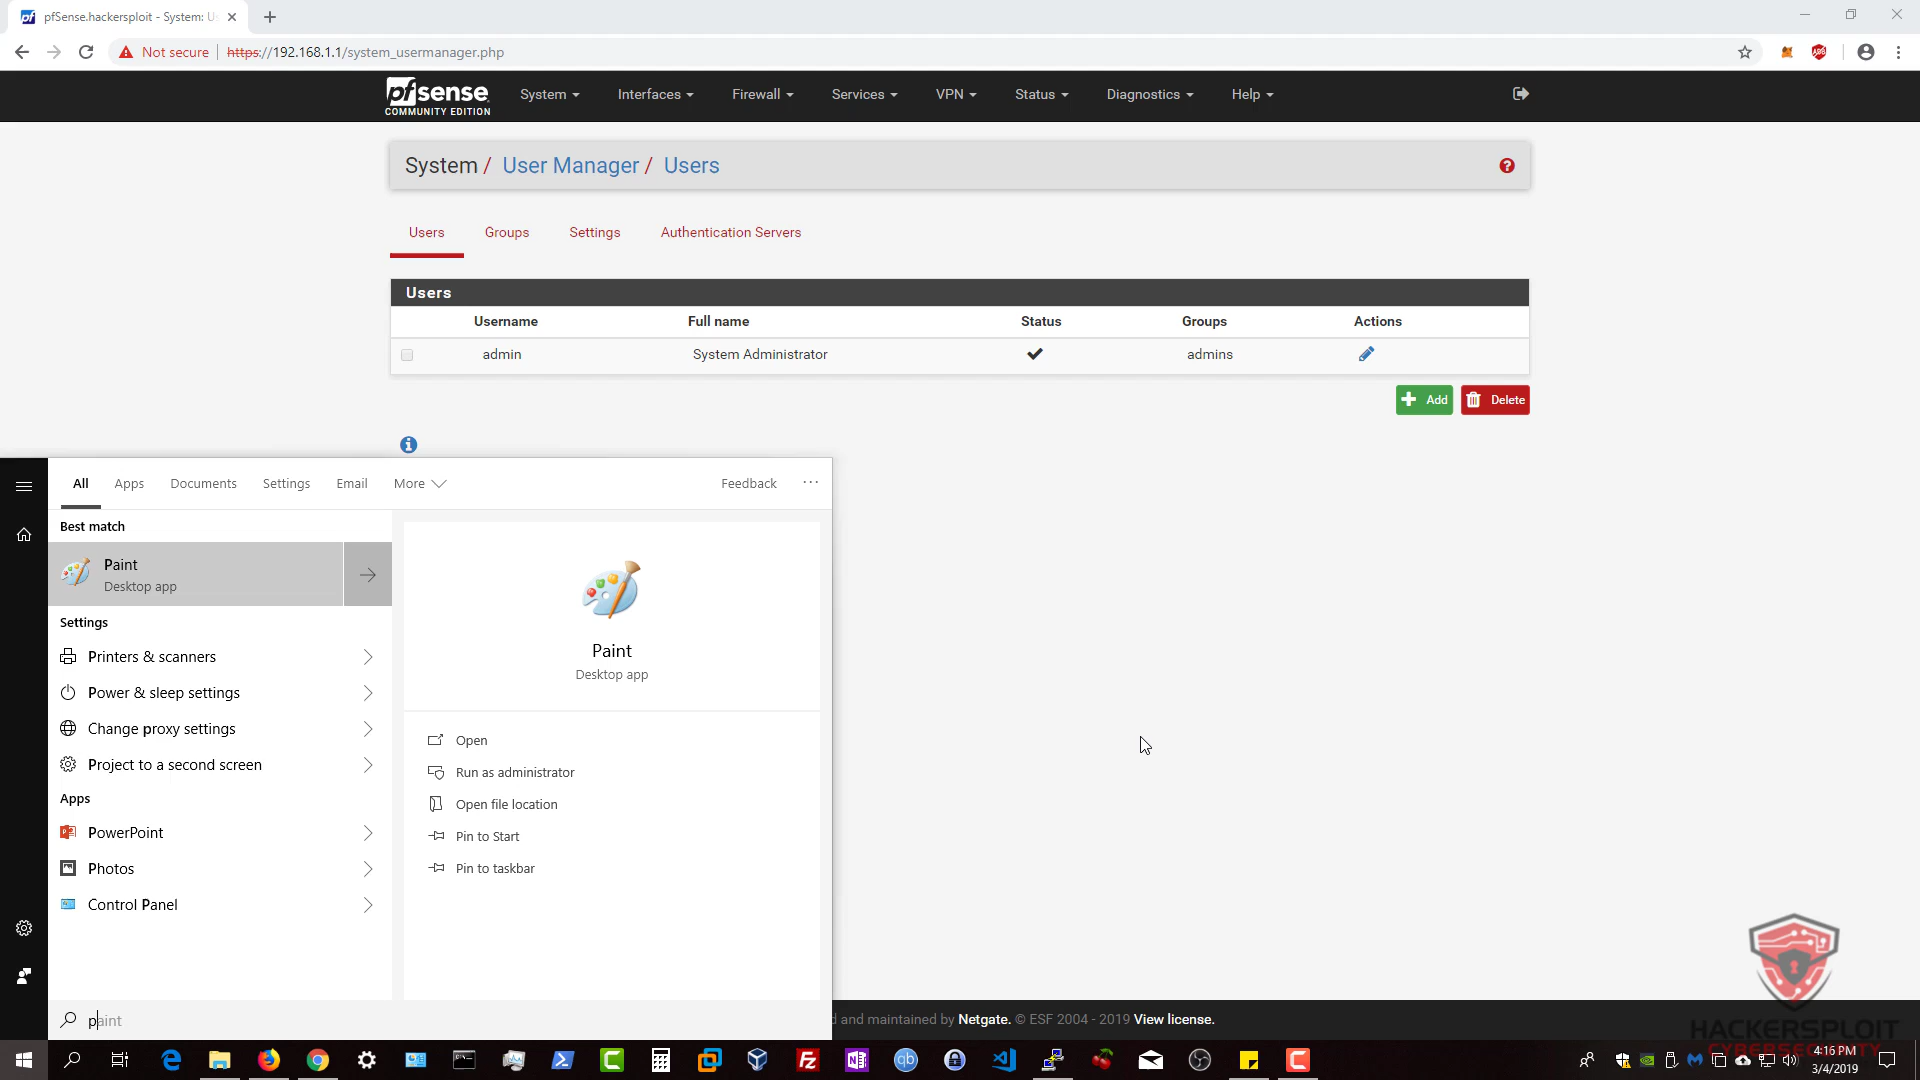 pfSense.hackersploit - System: Us
Not secure
https://192.168.1.1/system_usermanager.php
pfsense
COMMUNITY EDITION
System
Interfaces
Firewall
Services
VPN
Status
Diagnostics
Help
System / User Manager / Users
Users
Groups
Settings
Authentication Servers
Users
Username
Full name
Status
Groups
Actions
admin
System Administrator
admins
Add
Delete
All
Apps
Documents
Settings
Email
More
Feedback
Best match
Paint
Desktop app
Settings
Printers & scanners
Power & sleep settings
Change proxy settings
Project to a second screen
Apps
PowerPoint
Photos
Control Panel
Paint
Desktop app
Open
Run as administrator
Open file location
Pin to Start
Pin to taskbar
paint
d and maintained by Netgate. © ESF 2004 - 2019 View license.
HACKERSPLOIT
CYBERSECURITY
4:16 PM
3/4/2019